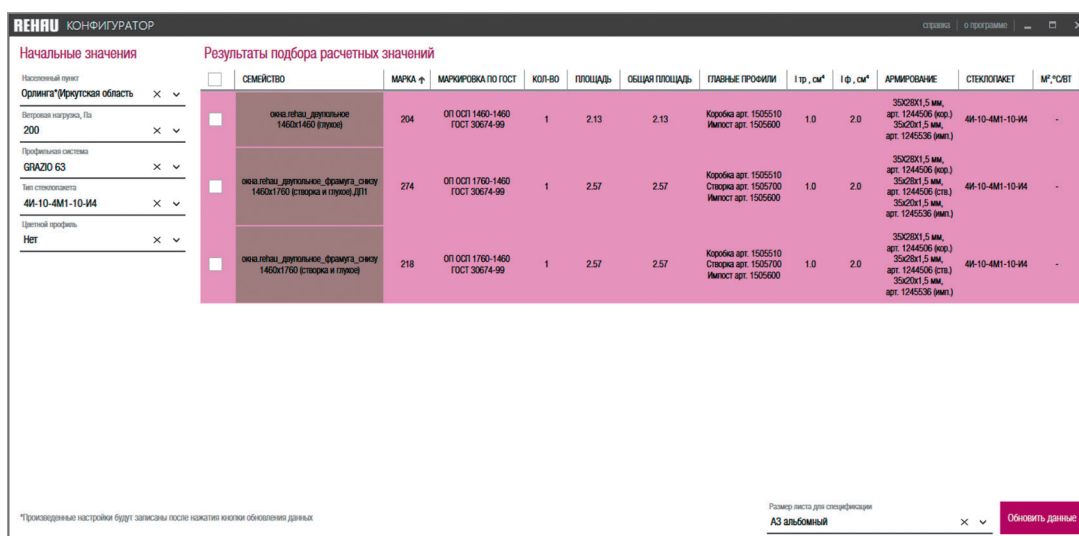 REHAU КОНФИГУРАТОР
справка | о программе
Начальные значения
Населенный пункт
Орлинга*(Иркутская область
Ветровая нагрузка, Па
200
Профильная система
GRAZIO 63
Тип стеклопакета
4И-10-4М1-10-И4
Цветной профиль
Нет
Результаты подбора расчетных значений
СЕМЕЙСТВО МАРКА МАРКИРОВКА ПО ГОСТ КОЛ-ВО ПЛОЩАДЬ ОБЩАЯ ПЛОЩАДЬ ГЛАВНЫЕ ПРОФИЛИ I тр , см⁴ I ф , см⁴ АРМИРОВАНИЕ СТЕКЛОПАКЕТ М²,°С/ВТ
окна.rehau_двупольное
1460х1460 (глухое)
204
ОП ОСП 1460-1460
ГОСТ 30674-99
1
2.13
2.13
Коробка арт. 1505510
Импост арт. 1505600
1.0
2.0
35Х28Х1,5 мм,
арт. 1244506 (кор.)
35х20х1,5 мм,
арт. 1245536 (имп.)
4И-10-4М1-10-И4
-
окна.rehau_двупольное_фрамуга_снизу
1460х1760 (створка и глухое).ДП1
274
ОП ОСП 1760-1460
ГОСТ 30674-99
1
2.57
2.57
Коробка арт. 1505510
Створка арт. 1505700
Импост арт. 1505600
1.0
2.0
35Х28Х1,5 мм,
арт. 1244506 (кор.)
35х28х1,5 мм,
арт. 1244506 (ств.)
35х20х1,5 мм,
арт. 1245536 (имп.)
4И-10-4М1-10-И4
-
окна.rehau_двупольное_фрамуга_снизу
1460х1760 (створка и глухое)
218
ОП ОСП 1760-1460
ГОСТ 30674-99
1
2.57
2.57
Коробка арт. 1505510
Створка арт. 1505700
Импост арт. 1505600
1.0
2.0
35Х28Х1,5 мм,
арт. 1244506 (кор.)
35х28х1,5 мм,
арт. 1244506 (ств.)
35х20х1,5 мм,
арт. 1245536 (имп.)
4И-10-4М1-10-И4
-
*Произведенные настройки будут записаны после нажатия кнопки обновления данных
Размер листа для спецификации
А3 альбомный
Обновить данные